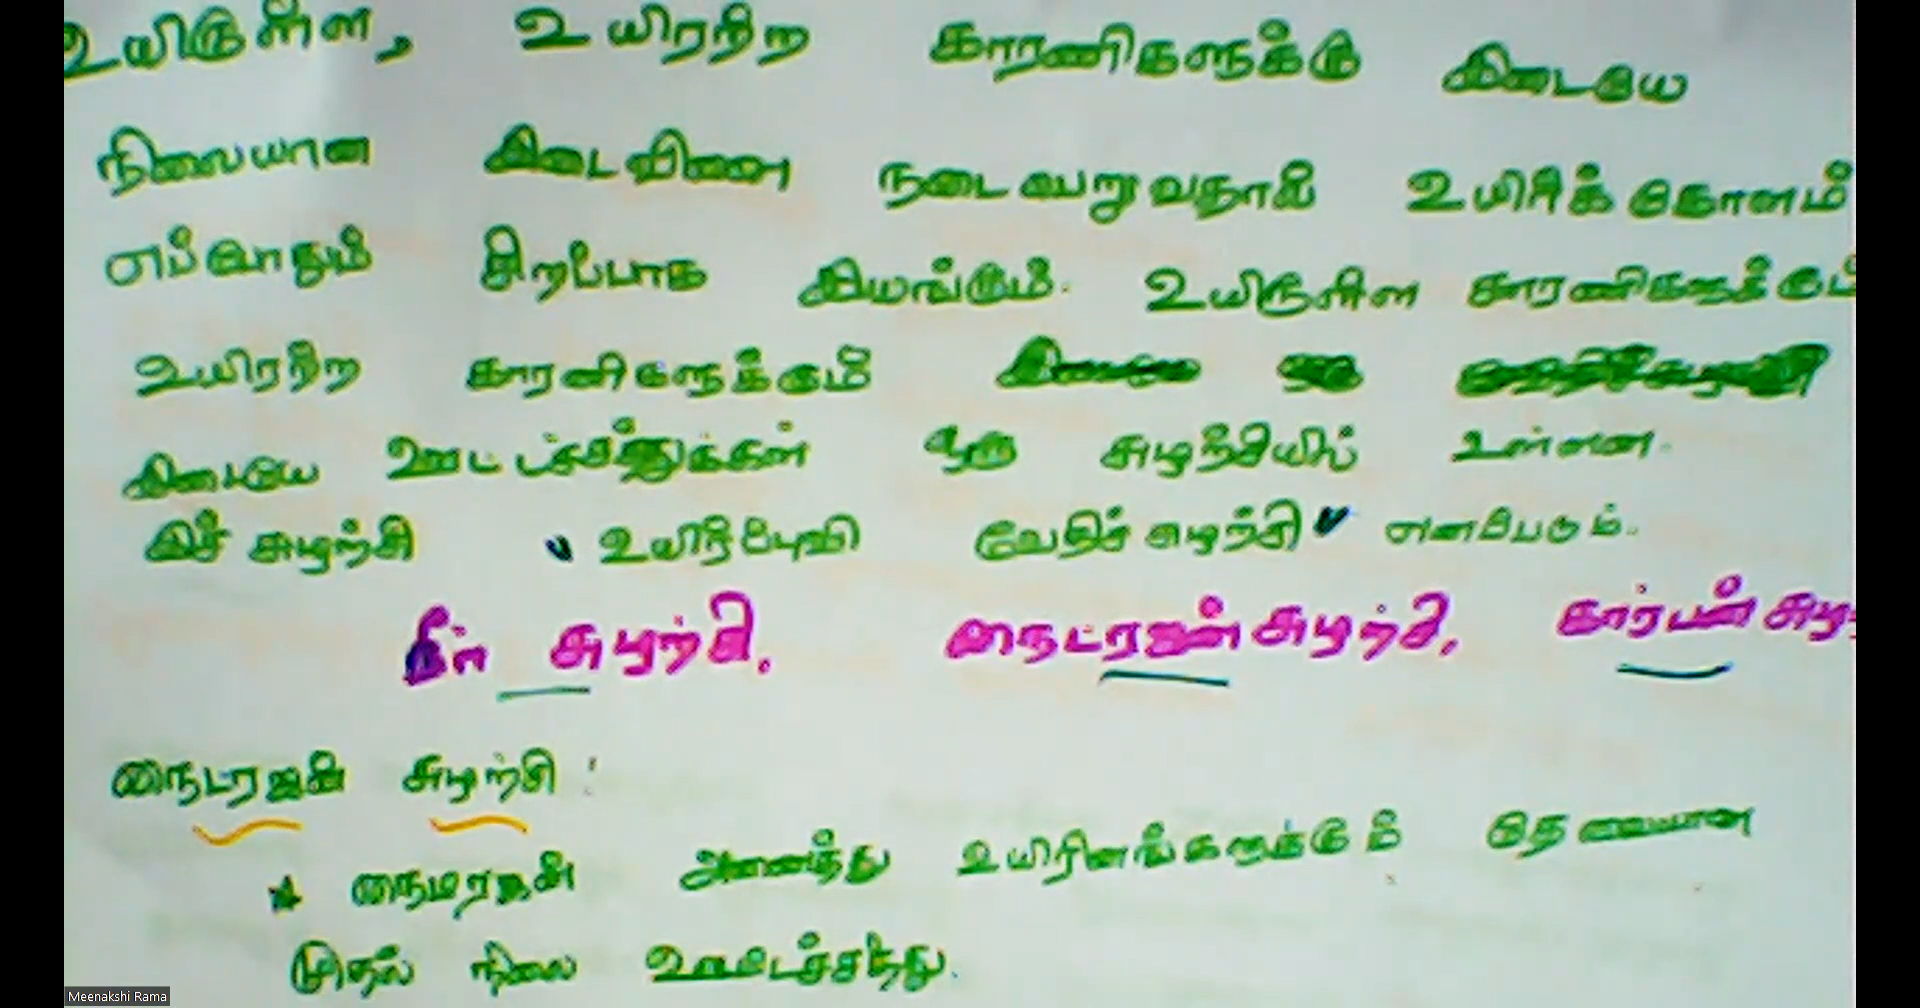 உயிருள்ள, உயிரற்ற காரணிகளுக்கு இடையே
நிலையான இடைவினை நடைபெறுவதால் உயிர்க்கோளம்
எப்போதும் சிறப்பாக இயங்கும். உயிருள்ள காரணிகளுக்கும்
உயிரற்ற காரணிகளுக்கும்
இடையே ஊட்டச்சத்துக்கள் ஒரு சுழற்சியில் உள்ளன.
இச் சுழற்சி " உயிர்புவி வேதிச் சுழற்சி " எனப்படும்.
நீர் சுழற்சி, நைட்ரஜன் சுழற்சி, கார்பன் சுழ
நைட்ரஜன் சுழற்சி :
* நைட்ரஜன் அனைத்து உயிரினங்களுக்கும் தேவையான
முதல் நிலை ஊட்டச்சத்து.
Meenakshi Rama